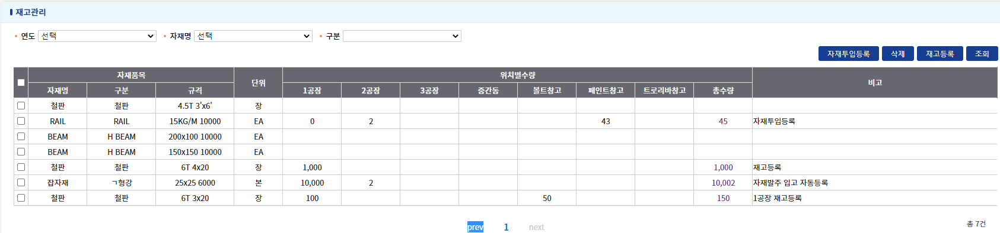 재고관리
연도 선택 자재명 선택 구분
자재투입등록 삭제 재고등록 조회
자재품목 단위 위치별수량 비고
자재명 구분 규격 1공장 2공장 3공장 중간동 볼트창고 페인트창고 트로리바창고 총수량
철판 철판 4.5T 3'x6' 장
RAIL RAIL 15KG/M 10000 EA 0 2 43 45 자재투입등록
BEAM H BEAM 200x100 10000 EA
BEAM H BEAM 150x150 10000 EA
철판 철판 6T 4x20 장 1,000 1,000 재고등록
잡자재 ㄱ형강 25x25 6000 본 10,000 2 10,002 자재발주 입고 자동등록
철판 철판 6T 3x20 장 100 50 150 1공장 재고등록
prev 1 next 총 7건